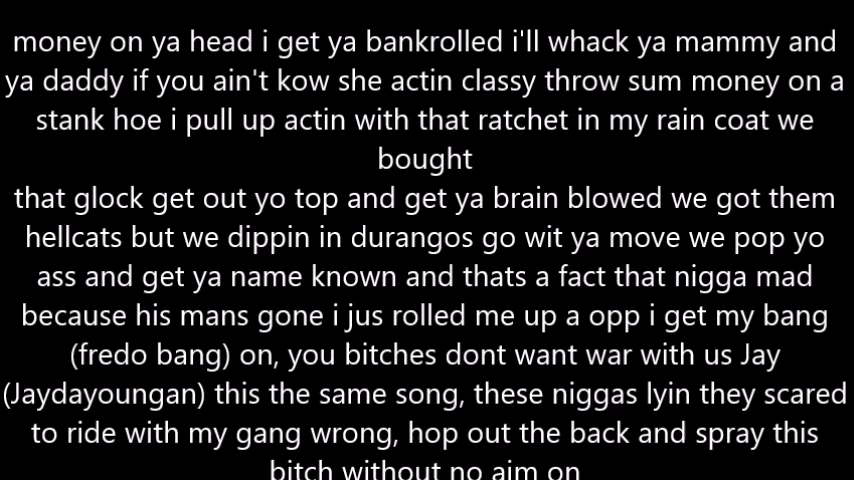 money on ya head i get ya bankrolled i'll whack ya mammy and
ya daddy if you ain't kow she actin classy throw sum money on a
stank hoe i pull up actin with that ratchet in my rain coat we
bought
that glock get out yo top and get ya brain blowed we got them
hellcats but we dippin in durangos go wit ya move we pop yo
ass and get ya name known and thats a fact that nigga mad
because his mans gone i jus rolled me up a opp i get my bang
(fredo bang) on, you bitches dont want war with us Jay
(Jaydayoungan) this the same song, these niggas lyin they scared
to ride with my gang wrong, hop out the back and spray this
bitch without no aim on